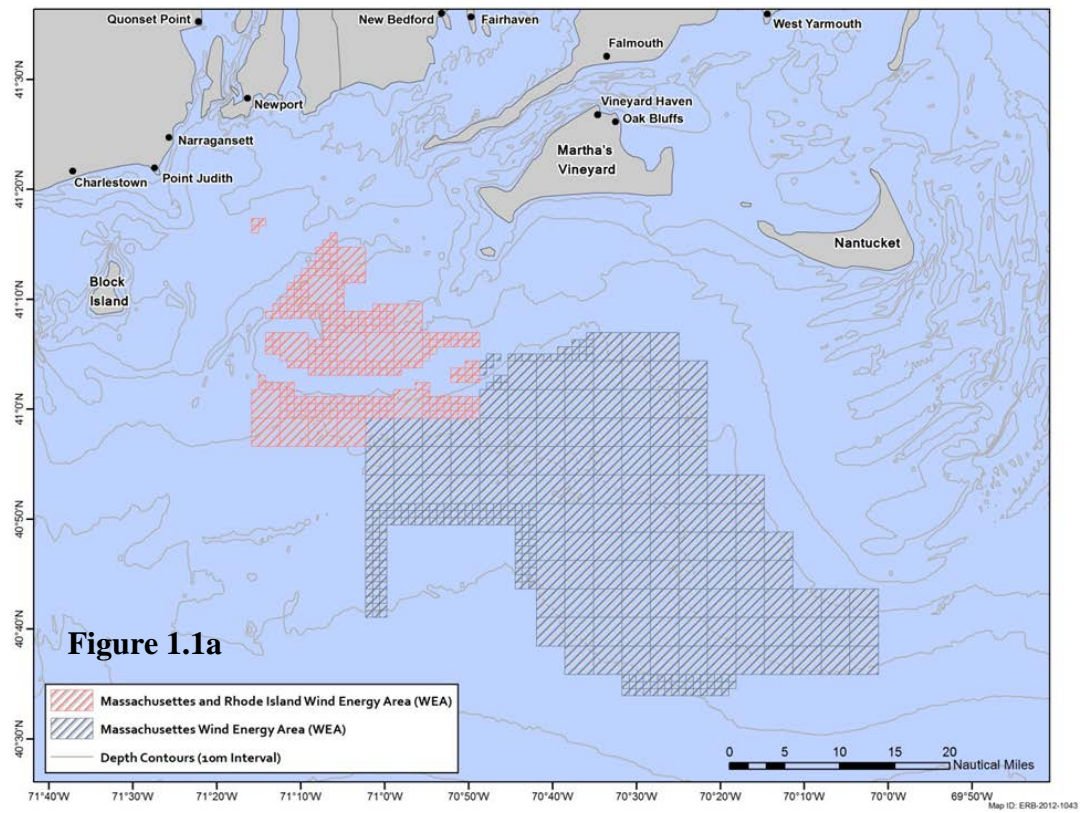 Quonset Point
New Bedford
Fairhaven
West Yarmouth
Falmouth
41°30'N
Newport
Vineyard Haven
Oak Bluffs
Narragansett
Martha's
Vineyard
Charlestown
Point Judith
41°20'N
Nantucket
Block
Island
41°10'N
41°0'N
40°50'N
40°40'N
Figure 1.1a
Massachusettes and Rhode Island Wind Energy Area (WEA)
Massachusettes Wind Energy Area (WEA)
Depth Contours (10m Interval)
40°30'N
0 5 10 15 20
Nautical Miles
71°40'W 71°30'W 71°20'W 71°10'W 71°0'W 70°50'W 70°40'W 70°30'W 70°20'W 70°10'W 70°0'W 69°50'W
Map ID: ERB-2012-1043